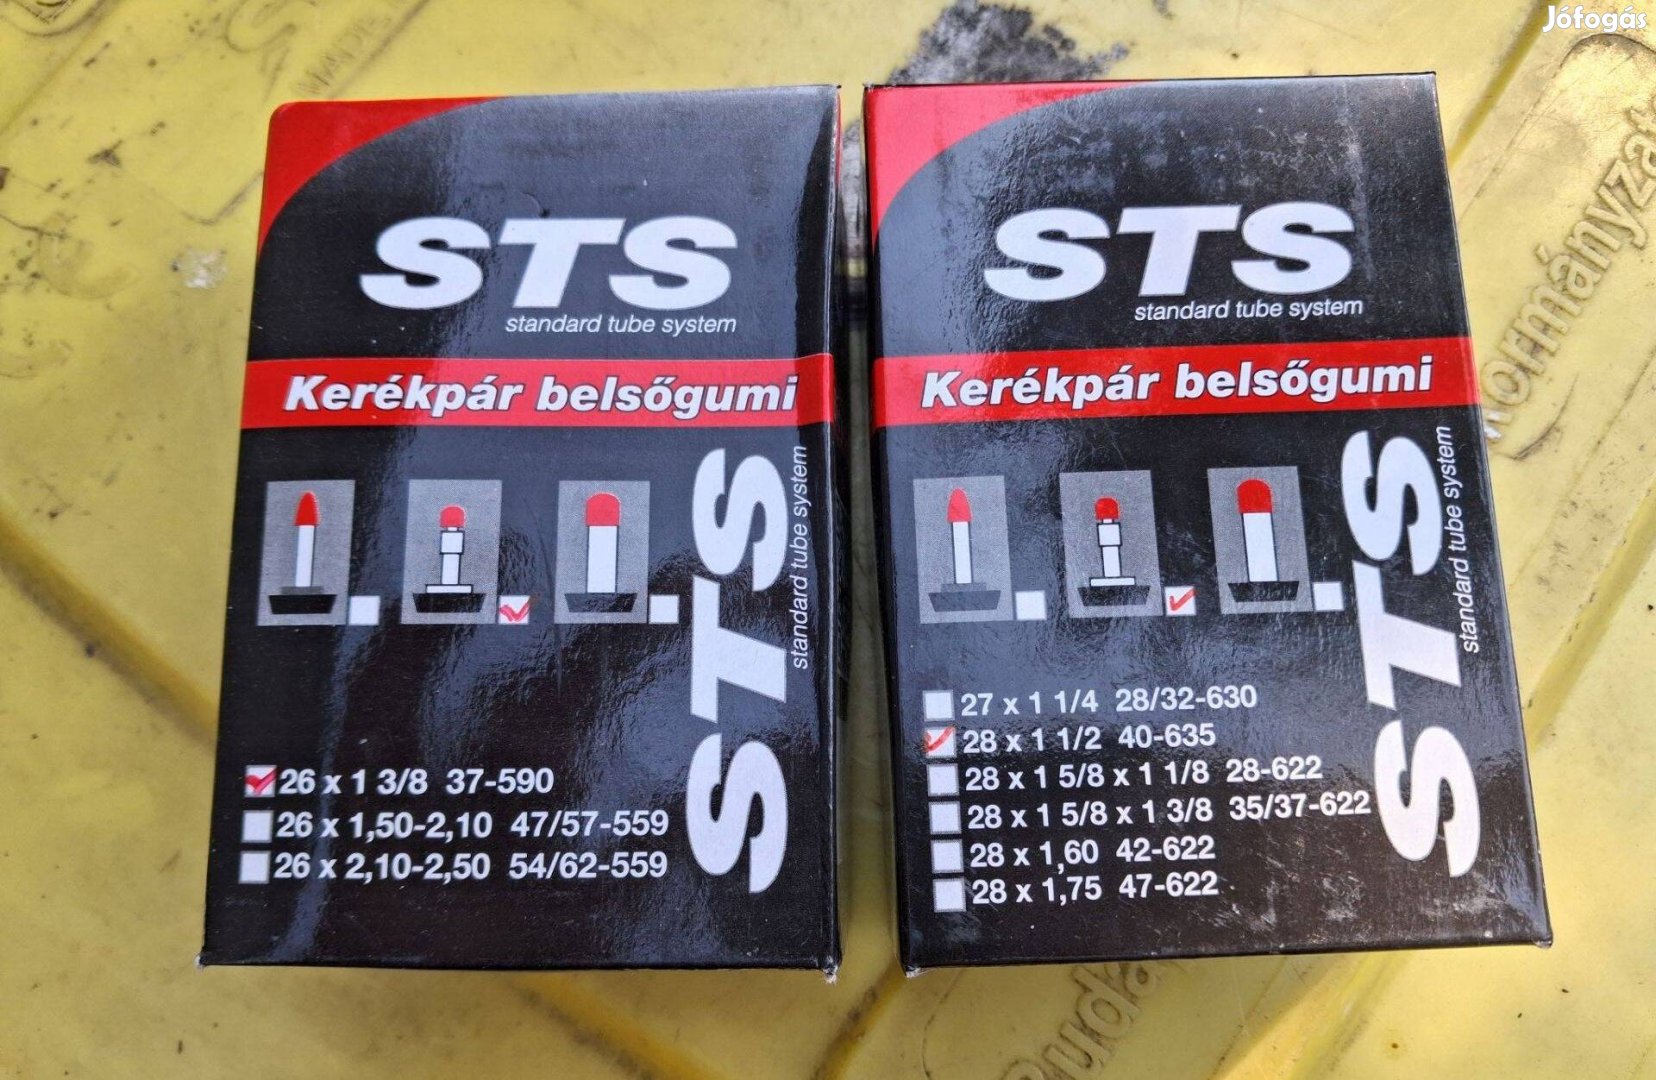 Jófogás
STS
standard tube system
Kerékpár belsőgumi
STS
standard tube system
26 x 1 3/8 37-590
26 x 1,50-2,10 47/57-559
26 x 2,10-2,50 54/62-559
STS
standard tube system
Kerékpár belsőgumi
STS
standard tube system
27 x 1 1/4 28/32-630
28 x 1 1/2 40-635
28 x 1 5/8 x 1 1/8 28-622
28 x 1 5/8 x 1 3/8 35/37-622
28 x 1,60 42-622
28 x 1,75 47-622